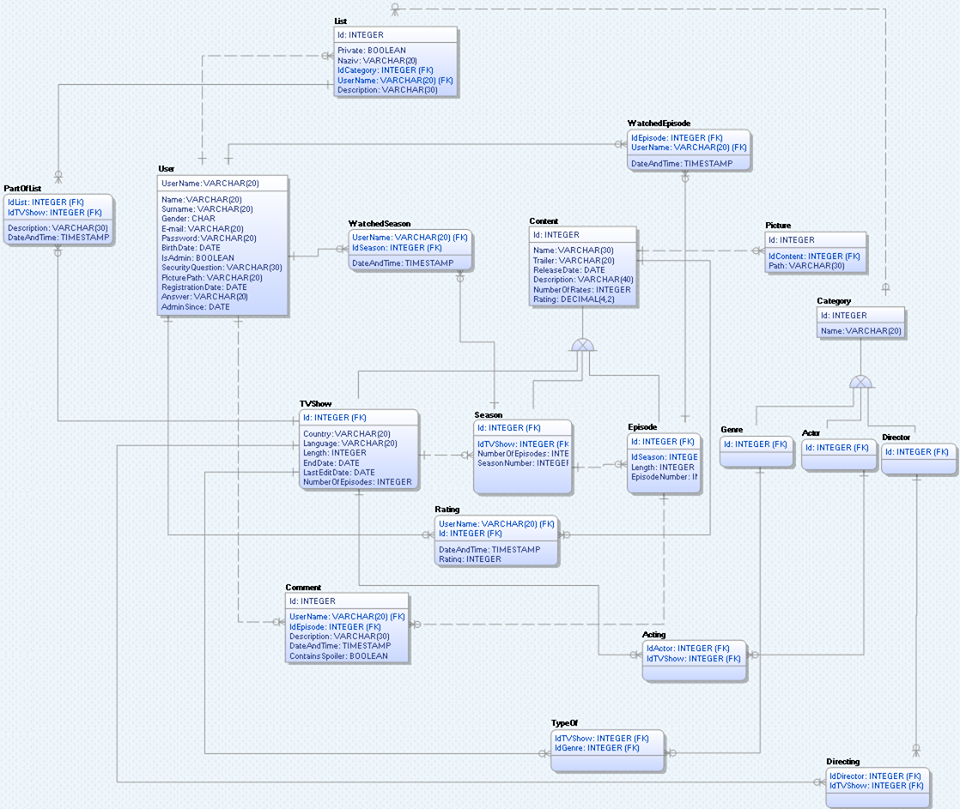 List
Id: INTEGER
Private: BOOLEAN
Naziv: VARCHAR(20)
IdCategory: INTEGER (FK)
UserName: VARCHAR(20) (FK)
Description: VARCHAR(30)
WatchedEpisode
IdEpisode: INTEGER (FK)
UserName: VARCHAR(20) (FK)
DateAndTime: TIMESTAMP
User
UserName: VARCHAR(20)
Name: VARCHAR(20)
Surname: VARCHAR(20)
Gender: CHAR
E-mail: VARCHAR(20)
Password: VARCHAR(20)
BirthDate: DATE
IsAdmin: BOOLEAN
SecurityQuestion: VARCHAR(30)
PicturePath: VARCHAR(20)
RegistrationDate: DATE
Answer: VARCHAR(20)
AdminSince: DATE
PartOfList
IdList: INTEGER (FK)
IdTVShow: INTEGER (FK)
Description: VARCHAR(30)
DateAndTime: TIMESTAMP
WatchedSeason
UserName: VARCHAR(20) (FK)
IdSeason: INTEGER (FK)
DateAndTime: TIMESTAMP
Content
Id: INTEGER
Name: VARCHAR(30)
Trailer: VARCHAR(20)
ReleaseDate: DATE
Description: VARCHAR(40)
NumberOfRates: INTEGER
Rating: DECIMAL(4,2)
Picture
Id: INTEGER
IdContent: INTEGER (FK)
Path: VARCHAR(30)
Category
Id: INTEGER
Name: VARCHAR(20)
TVShow
Id: INTEGER (FK)
Country: VARCHAR(20)
Language: VARCHAR(20)
Length: INTEGER
EndDate: DATE
LastEditDate: DATE
NumberOfEpisodes: INTEGER
Season
Id: INTEGER (FK)
IdTVShow: INTEGER (FK
NumberOfEpisodes: INTE
SeasonNumber: INTEGEF
Episode
Id: INTEGER (FK)
IdSeason: INTEGE
Length: INTEGER
EpisodeNumber: II
Genre
Id: INTEGER (FK)
Actor
Id: INTEGER (FK)
Director
Id: INTEGER (FK)
Rating
UserName: VARCHAR(20) (FK)
Id: INTEGER (FK)
DateAndTime: TIMESTAMP
Rating: INTEGER
Comment
Id: INTEGER
UserName: VARCHAR(20) (FK)
IdEpisode: INTEGER (FK)
Description: VARCHAR(30)
DateAndTime: TIMESTAMP
ContainsSpoiler: BOOLEAN
Acting
IdActor: INTEGER (FK)
IdTVShow: INTEGER (FK)
TypeOf
IdTVShow: INTEGER (FK)
IdGenre: INTEGER (FK)
Directing
IdDirector: INTEGER (FK)
IdTVShow: INTEGER (FK)